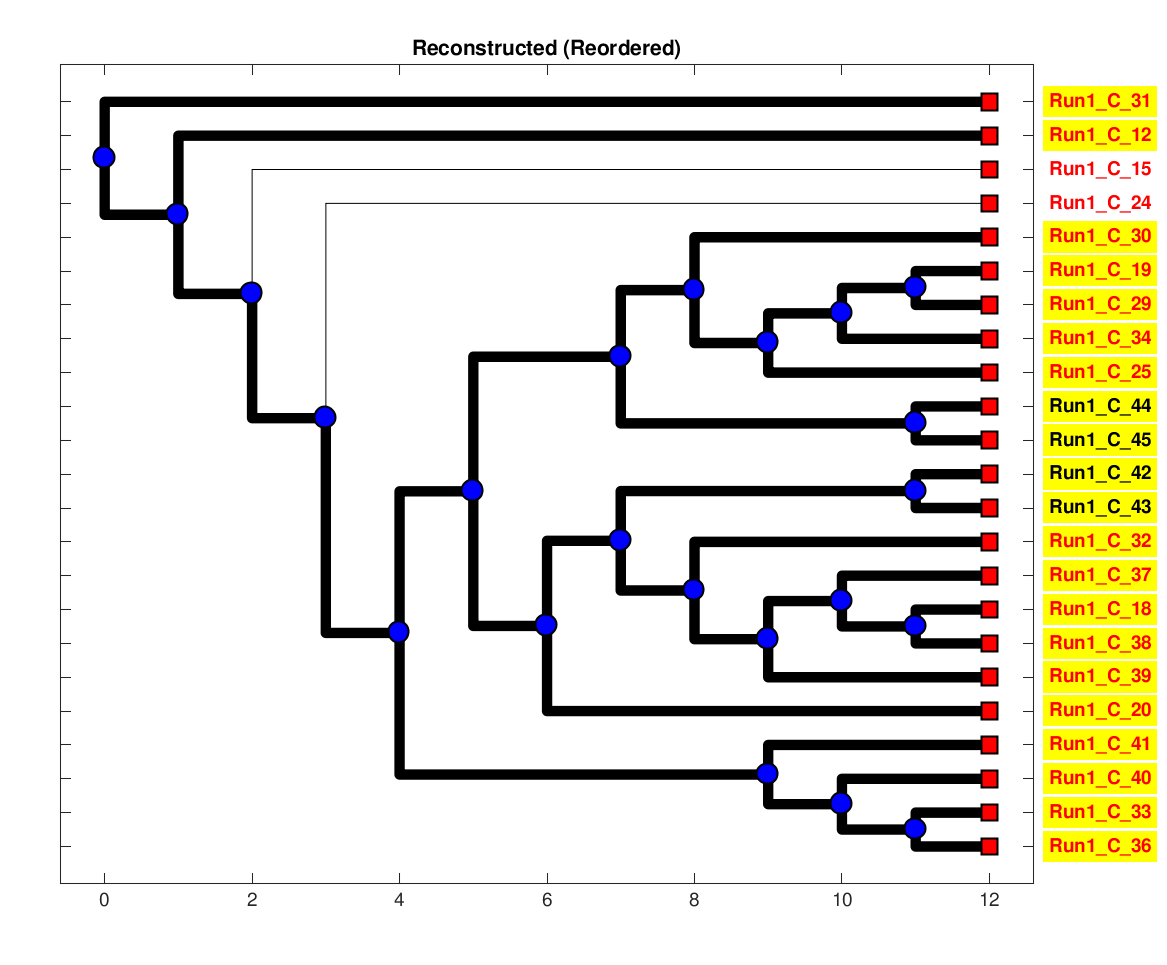 Reconstructed (Reordered)
Run1_C_31
Run1_C_12
Run1_C_15
Run1_C_24
Run1_C_30
Run1_C_19
Run1_C_29
Run1_C_34
Run1_C_25
Run1_C_44
Run1_C_45
Run1_C_42
Run1_C_43
Run1_C_32
Run1_C_37
Run1_C_18
Run1_C_38
Run1_C_39
Run1_C_20
Run1_C_41
Run1_C_40
Run1_C_33
Run1_C_36
0 2 4 6 8 10 12